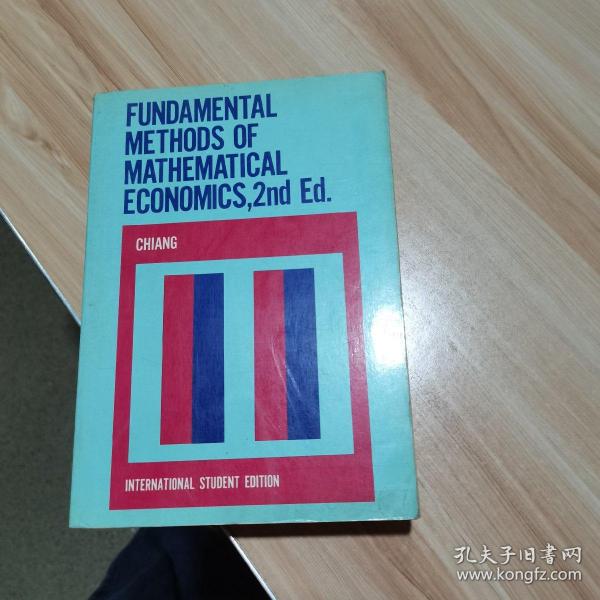 FUNDAMENTAL
METHODS OF
MATHEMATICAL
ECONOMICS,2nd Ed.
CHIANG
INTERNATIONAL STUDENT EDITION
孔夫子旧書网
www.kongfz.com